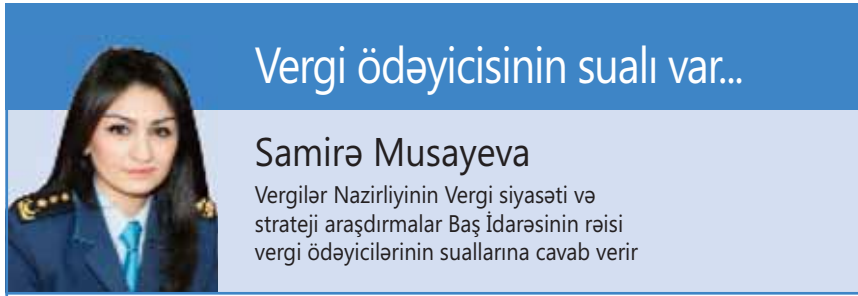 Vergi ödəyicisinin sualı var...
Samirə Musayeva
Vergilər Nazirliyinin Vergi siyasəti və
strateji araşdırmalar Baş İdarəsinin rəisi
vergi ödəyicilərinin suallarına cavab verir